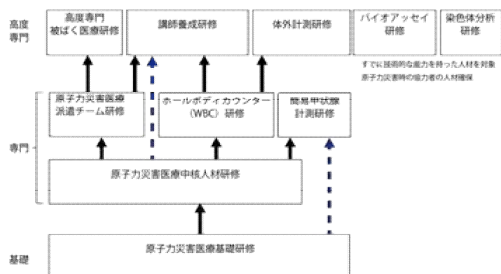 高度
専門
高度専門
被ばく医療研修
講師養成研修
体外計測研修
バイオアッセイ
研修
染色体分析
研修
すでに技術的な能力を持った人材を対象
原子力災害時の協力者の人材確保
専門
原子力災害医療
派遣チーム研修
ホールボディカウンター
（WBC）研修
簡易甲状腺
計測研修
原子力災害医療中核人材研修
基礎
原子力災害医療基礎研修